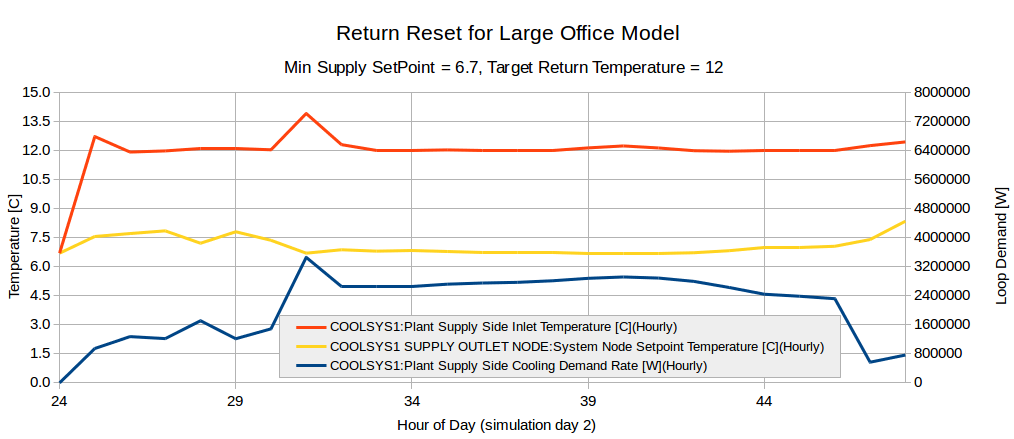 Return Reset for Large Office Model
Min Supply SetPoint = 6.7, Target Return Temperature = 12
15.0
13.5
12.0
10.5
9.0
7.5
6.0
4.5
3.0
1.5
0.0
Temperature [C]
8000000
7200000
6400000
5600000
4800000
4000000
3200000
2400000
1600000
800000
0
Loop Demand [W]
COOLSYS1:Plant Supply Side Inlet Temperature [C](Hourly)
COOLSYS1 SUPPLY OUTLET NODE:System Node Setpoint Temperature [C](Hourly)
COOLSYS1:Plant Supply Side Cooling Demand Rate [W](Hourly)
24 29 34 39 44
Hour of Day (simulation day 2)